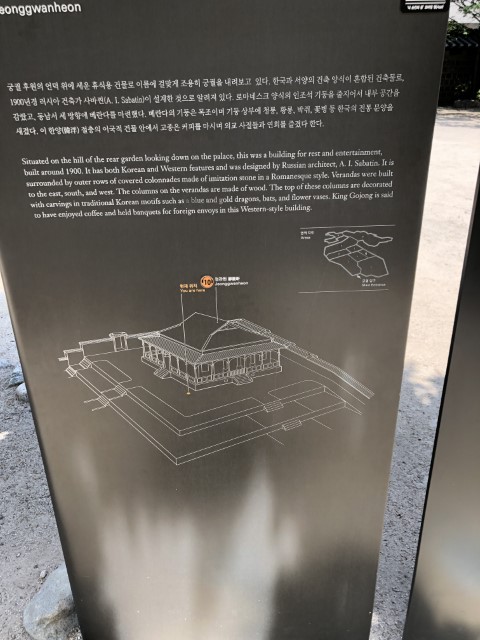 eonggwanheon
궁궐 후원의 언덕 위에 세운 휴식용 건물로 이름에 걸맞게 조용히 궁궐을 내려보고 있다. 한국과 서양의 건축 양식이 혼합된 건축물로,
1900년경 러시아 건축가 사바찐(A. I. Sabatin)이 설계한 것으로 알려져 있다. 로마네스크 양식의 인조석 기둥을 줄지어서 내부 공간을
감쌌고, 동남서 세 방향에 베란다를 마련했다. 베란다의 기둥은 목조이며 기둥 상부에 청룡, 황룡, 박쥐, 꽃병 등 한국의 전통 문양을
새겼다. 이 한양(韓洋) 절충의 이국적 건물 안에서 고종은 커피를 마시며 외교 사절들과 연회를 즐겼다 한다.
Situated on the hill of the rear garden looking down on the palace, this was a building for rest and entertainment,
built around 1900. It has both Korean and Western features and was designed by Russian architect, A. I. Sabatin. It is
surrounded by outer rows of covered colonnades made of imitation stone in a Romanesque style. Verandas were built
to the east, south, and west. The columns on the verandas are made of wood. The top of these columns are decorated
with carvings in traditional Korean motifs such as a blue and gold dragons, bats, and flower vases. King Gojong is said
to have enjoyed coffee and held banquets for foreign envoys in this Western-style building.
현재 위치
You are here
10
정관헌 靜觀軒
Jeonggwanheon